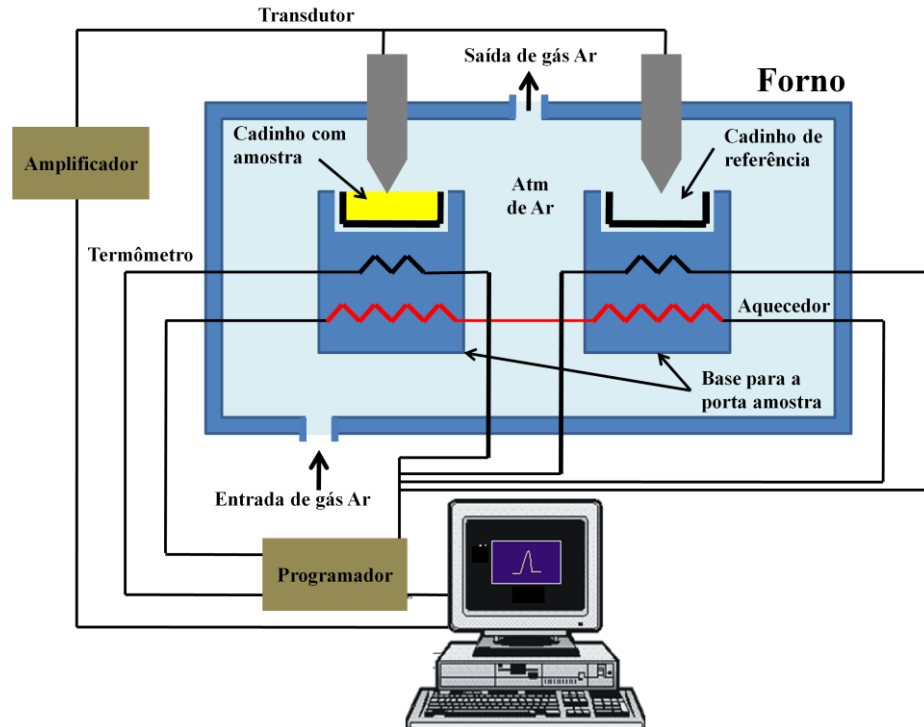 Transdutor
Saída de gás Ar
Forno
Cadinho com
amostra
Cadinho de
referência
Amplificador
Atm
de Ar
Termômetro
Aquecedor
Base para a
porta amostra
Entrada de gás Ar
Programador